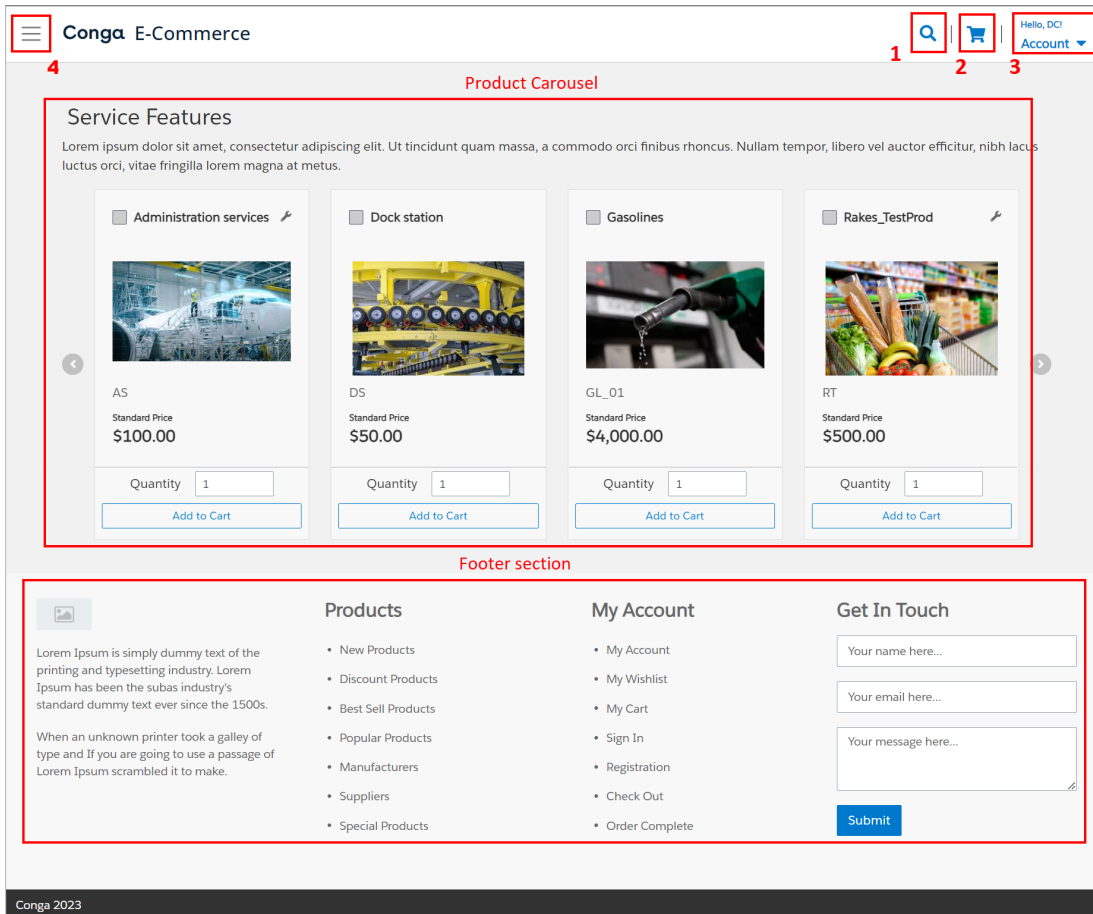 Conga E-Commerce
Hello, DC!
Account
1
2
3
4
Product Carousel
Service Features
Lorem ipsum dolor sit amet, consectetur adipiscing elit. Ut tincidunt quam massa, a commodo orci finibus rhoncus. Nullam tempor, libero vel auctor efficitur, nibh lacus
luctus orci, vitae fringilla lorem magna at metus.
Administration services
AS
Standard Price
$100.00
Quantity 1
Add to Cart
Dock station
DS
Standard Price
$50.00
Quantity 1
Add to Cart
Gasolines
GL_01
Standard Price
$4,000.00
Quantity 1
Add to Cart
Rakes_TestProd
RT
Standard Price
$500.00
Quantity 1
Add to Cart
Footer section
Lorem Ipsum is simply dummy text of the
printing and typesetting industry. Lorem
Ipsum has been the subas industry's
standard dummy text ever since the 1500s.
When an unknown printer took a galley of
type and If you are going to use a passage of
Lorem Ipsum scrambled it to make.
Products
• New Products
• Discount Products
• Best Sell Products
• Popular Products
• Manufacturers
• Suppliers
• Special Products
My Account
• My Account
• My Wishlist
• My Cart
• Sign In
• Registration
• Check Out
• Order Complete
Get In Touch
Your name here...
Your email here...
Your message here...
Submit
Conga 2023